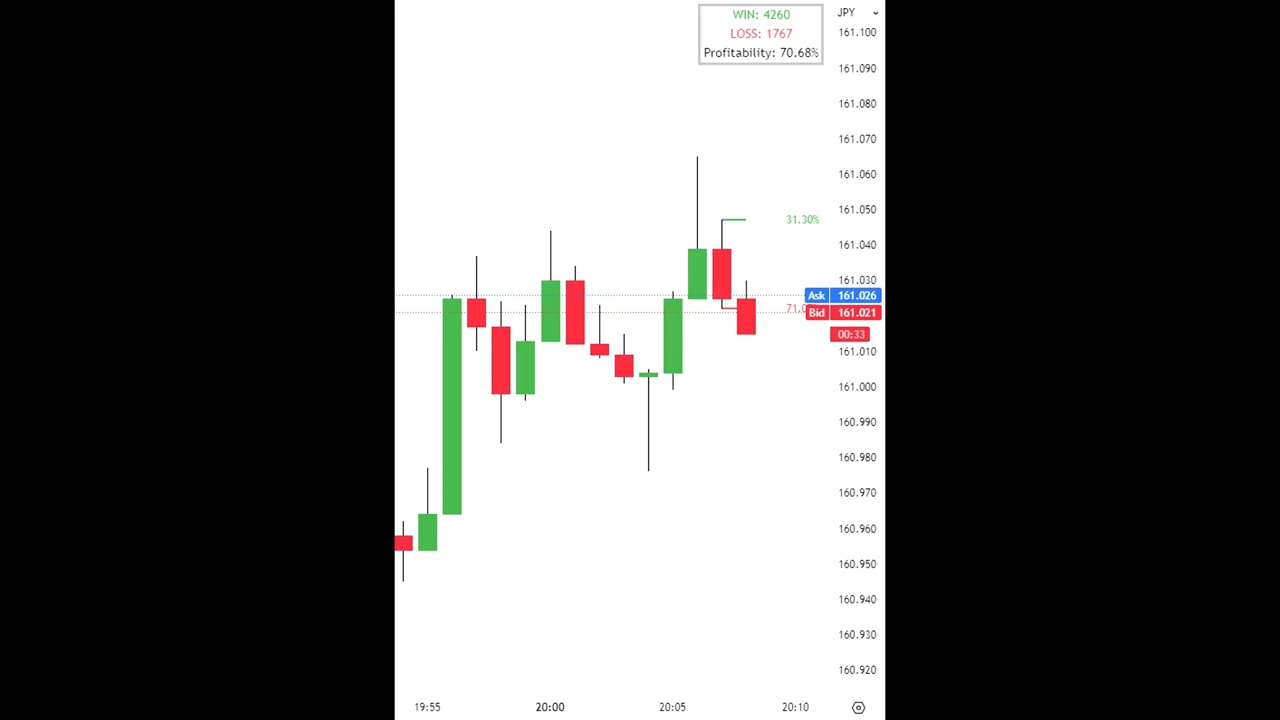 WIN: 4260
LOSS: 1767
Profitability: 70.68%
JPY
161.100
161.090
161.080
161.070
161.060
161.050
31.30%
161.040
161.030
Ask 161.026
Bid 161.021
00:33
161.010
161.000
160.990
160.980
160.970
160.960
160.950
160.940
160.930
160.920
19:55 20:00 20:05 20:10